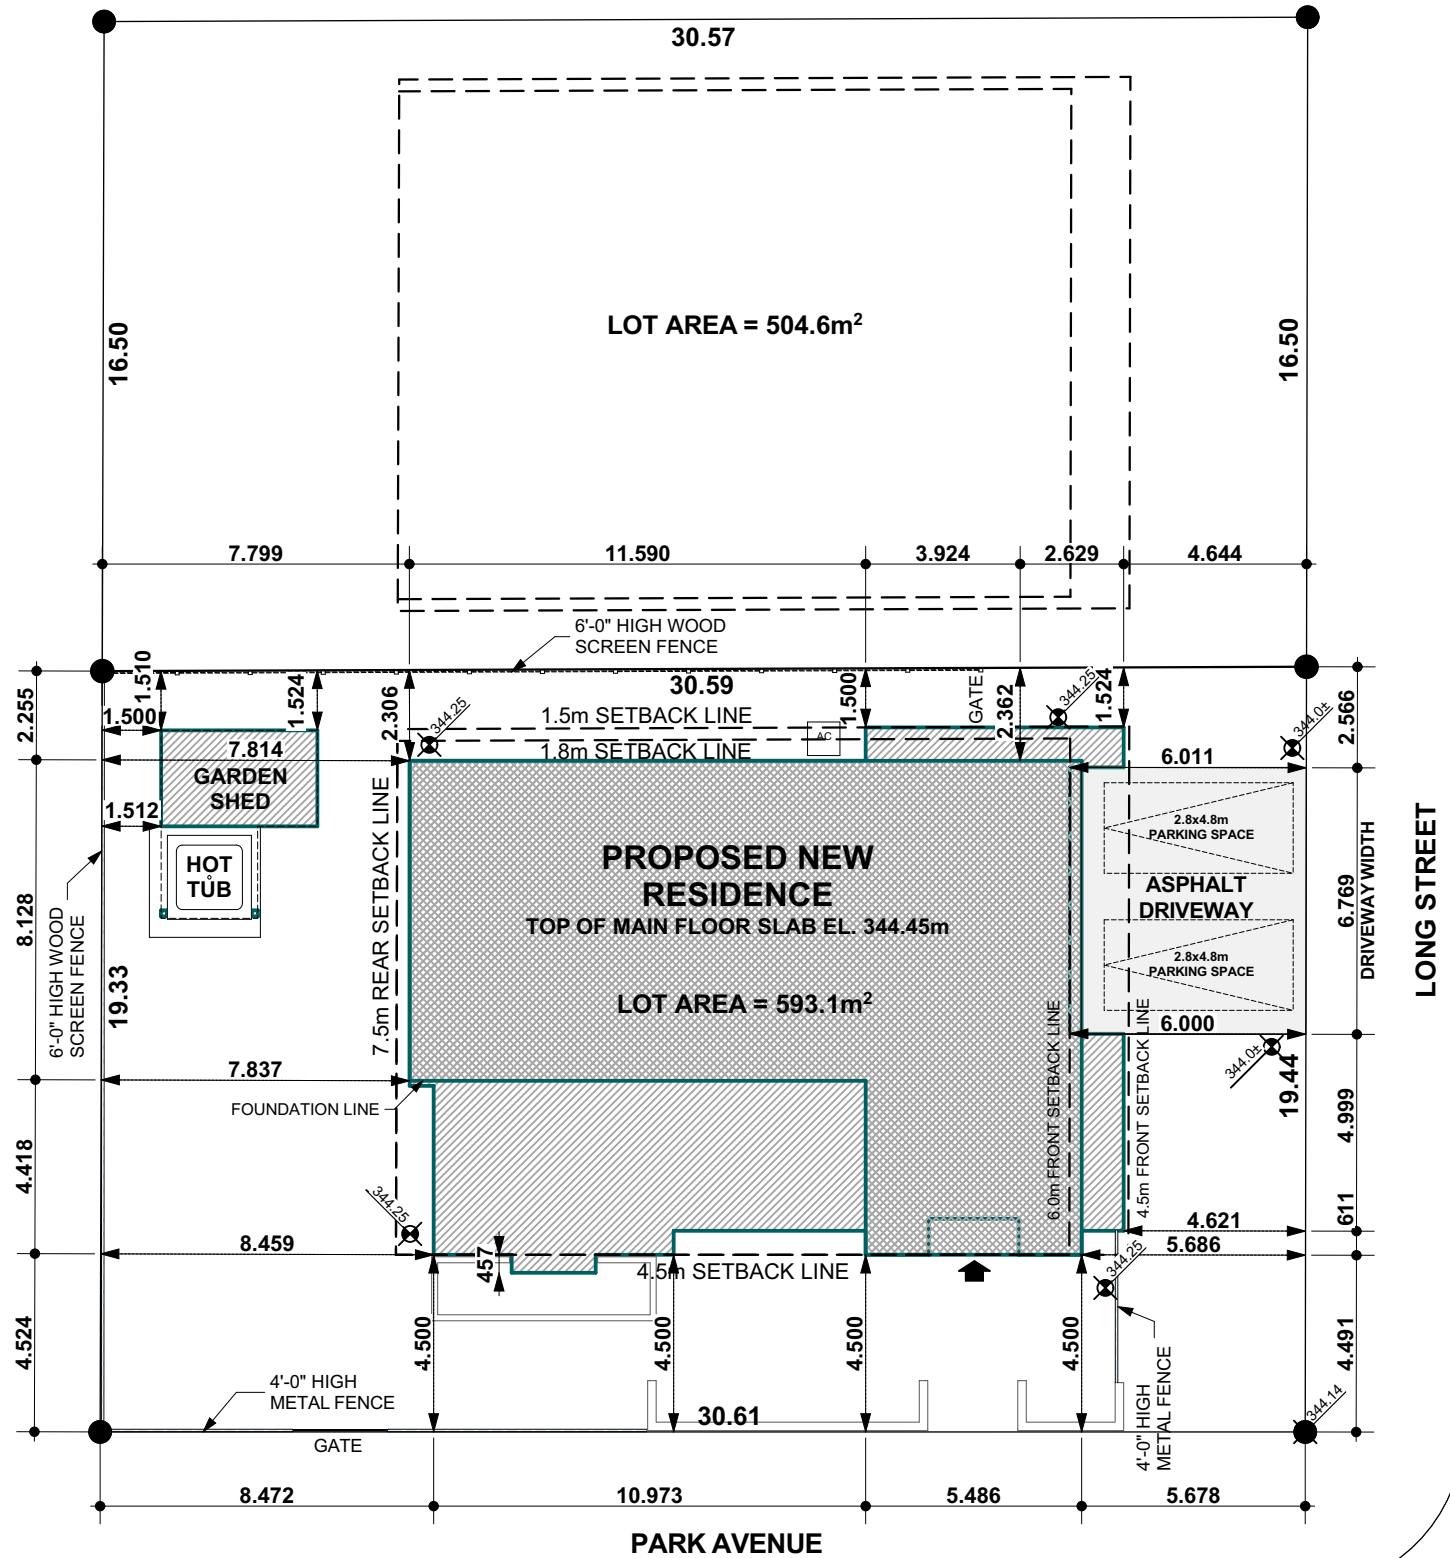 30.57
16.50
16.50
LOT AREA = 504.6m²
7.799
11.590
3.924
2.629
4.644
6'-0" HIGH WOOD
SCREEN FENCE
2.255
1.510
1.524
2.306
344.25
30.59
1.500
GATE
2.362
344.25
1.524
344.0±
2.566
1.500
1.5m SETBACK LINE
AC
7.814
1.8m SETBACK LINE
6.011
GARDEN
SHED
1.512
HOT
TUB
8.128
6'-0" HIGH WOOD
SCREEN FENCE
19.33
7.5m REAR SETBACK LINE
PROPOSED NEW
RESIDENCE
TOP OF MAIN FLOOR SLAB EL. 344.45m
LOT AREA = 593.1m²
2.8x4.8m
PARKING SPACE
ASPHALT
DRIVEWAY
2.8x4.8m
PARKING SPACE
6.769
DRIVEWAY WIDTH
LONG STREET
6.000
344.0±
19.44
7.837
FOUNDATION LINE
6.0m FRONT SETBACK LINE
4.5m FRONT SETBACK LINE
4.999
4.418
344.25
4.621
611
8.459
457
4.5m SETBACK LINE
5.686
344.25
4.524
4.500
4.500
4.500
4.500
4.491
4'-0" HIGH
METAL FENCE
4'-0" HIGH
METAL FENCE
344.14
30.61
GATE
8.472
10.973
5.486
5.678
PARK AVENUE